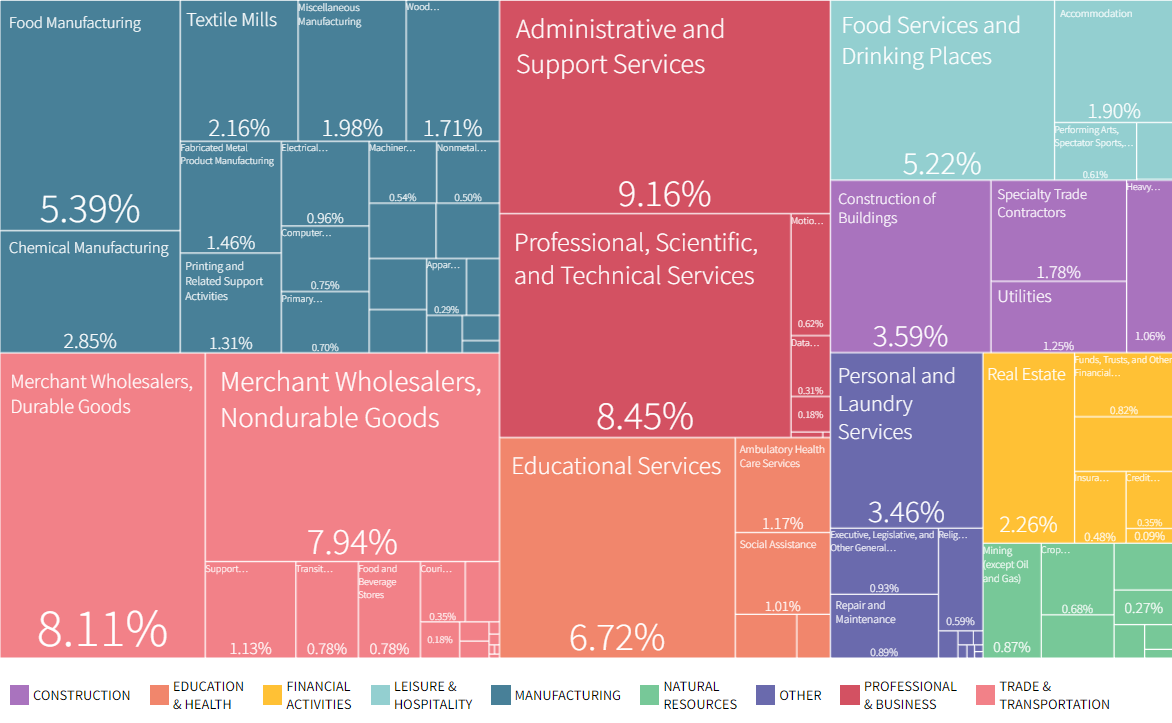 Food Manufacturing
5.39%
Textile Mills
2.16%
Miscellaneous
Manufacturing
1.98%
Wood...
1.71%
Fabricated Metal
Product Manufacturing
1.46%
Electrical...
0.96%
Machiner...
0.54%
Nonmetal...
0.50%
Chemical Manufacturing
2.85%
Printing and
Related Support
Activities
1.31%
Computer...
0.75%
Primary...
0.70%
Appar...
0.29%
Merchant Wholesalers,
Durable Goods
8.11%
Merchant Wholesalers,
Nondurable Goods
7.94%
Support...
1.13%
Transit...
0.78%
Food and
Beverage
Stores
0.78%
Couri...
0.35%
0.18%
Administrative and
Support Services
9.16%
Professional, Scientific,
and Technical Services
8.45%
Motio...
0.62%
Data...
0.31%
0.18%
Educational Services
6.72%
Ambulatory Health
Care Services
1.17%
Social Assistance
1.01%
Food Services and
Drinking Places
5.22%
Accommodation
1.90%
Performing Arts,
Spectator Sports,...
0.61%
Construction of
Buildings
3.59%
Specialty Trade
Contractors
1.78%
Utilities
1.25%
Heavy...
1.06%
Personal and
Laundry
Services
3.46%
Executive, Legislative, and
Other General...
0.93%
Relig...
0.59%
Repair and
Maintenance
0.89%
Real Estate
2.26%
Funds, Trusts, and Other
Financial...
0.82%
Insura...
0.48%
Credit...
0.35%
0.09%
Mining
(except Oil
and Gas)
0.87%
Crop...
0.68%
0.27%
CONSTRUCTION
EDUCATION
& HEALTH
FINANCIAL
ACTIVITIES
LEISURE &
HOSPITALITY
MANUFACTURING
NATURAL
RESOURCES
OTHER
PROFESSIONAL
& BUSINESS
TRADE &
TRANSPORTATION